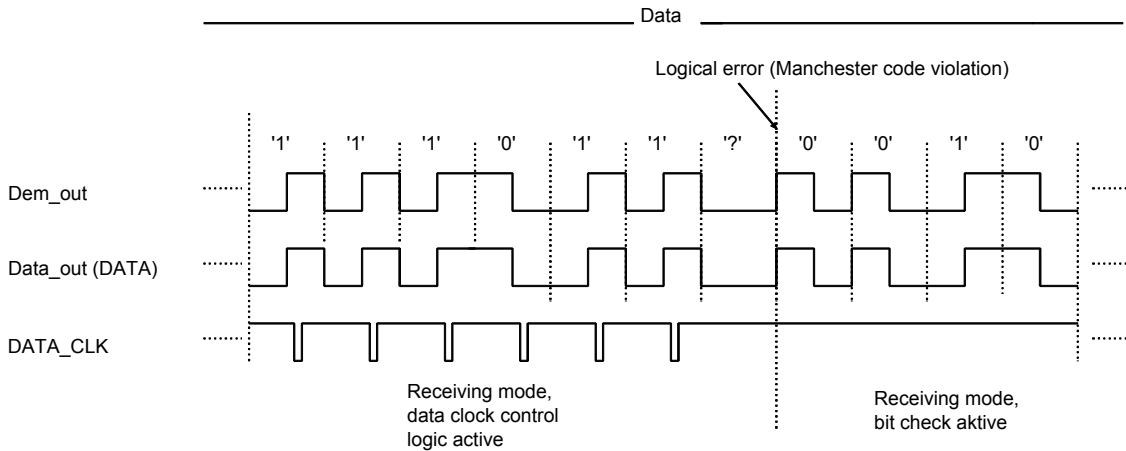 Data
Logical error (Manchester code violation)
'1' '1' '1' '0' '1' '1' '?' '0' '0' '1' '0'
Dem_out
Data_out (DATA)
DATA_CLK
Receiving mode,
data clock control
logic active
Receiving mode,
bit check aktive